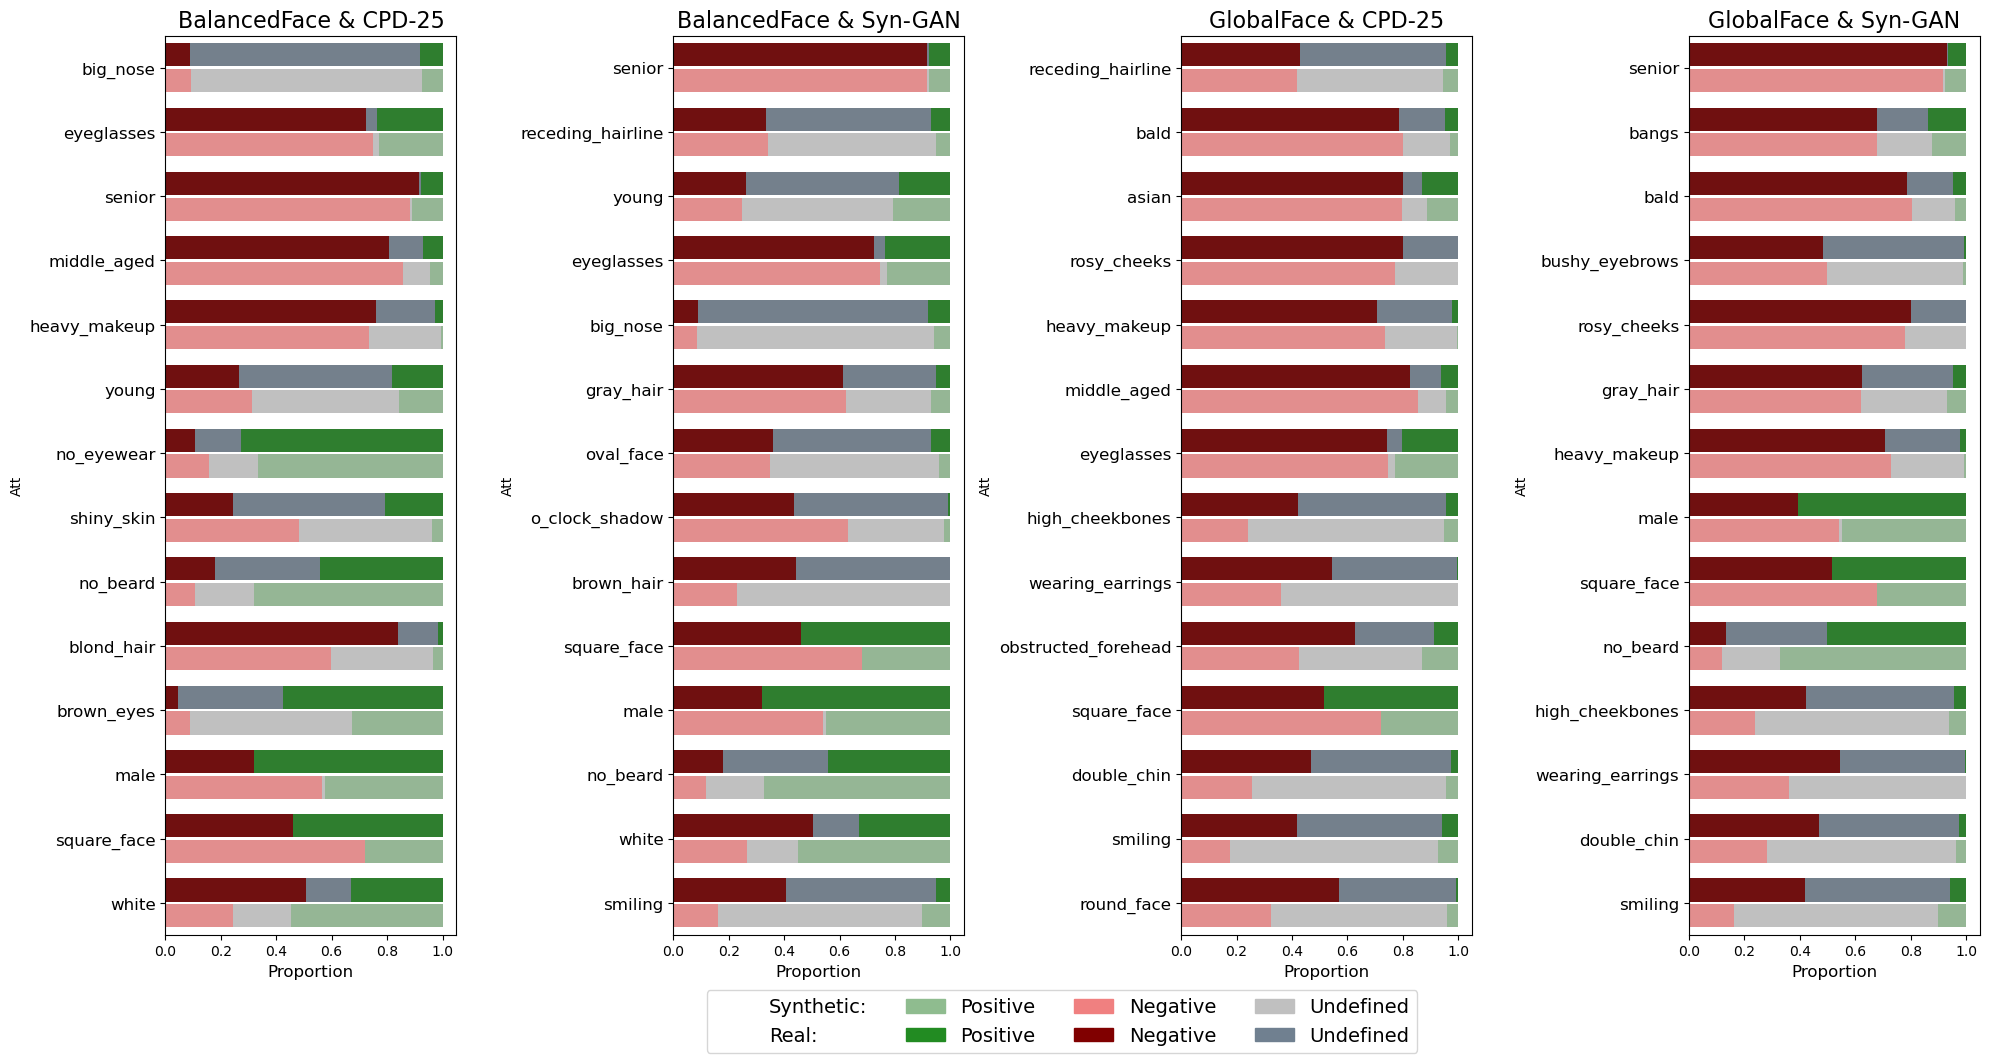 BalancedFace & CPD-25
big_nose
eyeglasses
senior
middle_aged
heavy_makeup
young
no_eyewear
shiny_skin
no_beard
blond_hair
brown_eyes
male
square_face
white
Att
0.0 0.2 0.4 0.6 0.8 1.0
Proportion
BalancedFace & Syn-GAN
senior
receding_hairline
young
eyeglasses
big_nose
gray_hair
oval_face
o_clock_shadow
brown_hair
square_face
male
no_beard
white
smiling
Att
0.0 0.2 0.4 0.6 0.8 1.0
Proportion
GlobalFace & CPD-25
receding_hairline
bald
asian
rosy_cheeks
heavy_makeup
middle_aged
eyeglasses
high_cheekbones
wearing_earrings
obstructed_forehead
square_face
double_chin
smiling
round_face
Att
0.0 0.2 0.4 0.6 0.8 1.0
Proportion
GlobalFace & Syn-GAN
senior
bangs
bald
bushy_eyebrows
rosy_cheeks
gray_hair
heavy_makeup
male
square_face
no_beard
high_cheekbones
wearing_earrings
double_chin
smiling
Att
0.0 0.2 0.4 0.6 0.8 1.0
Proportion
Synthetic: Positive Negative Undefined
Real: Positive Negative Undefined